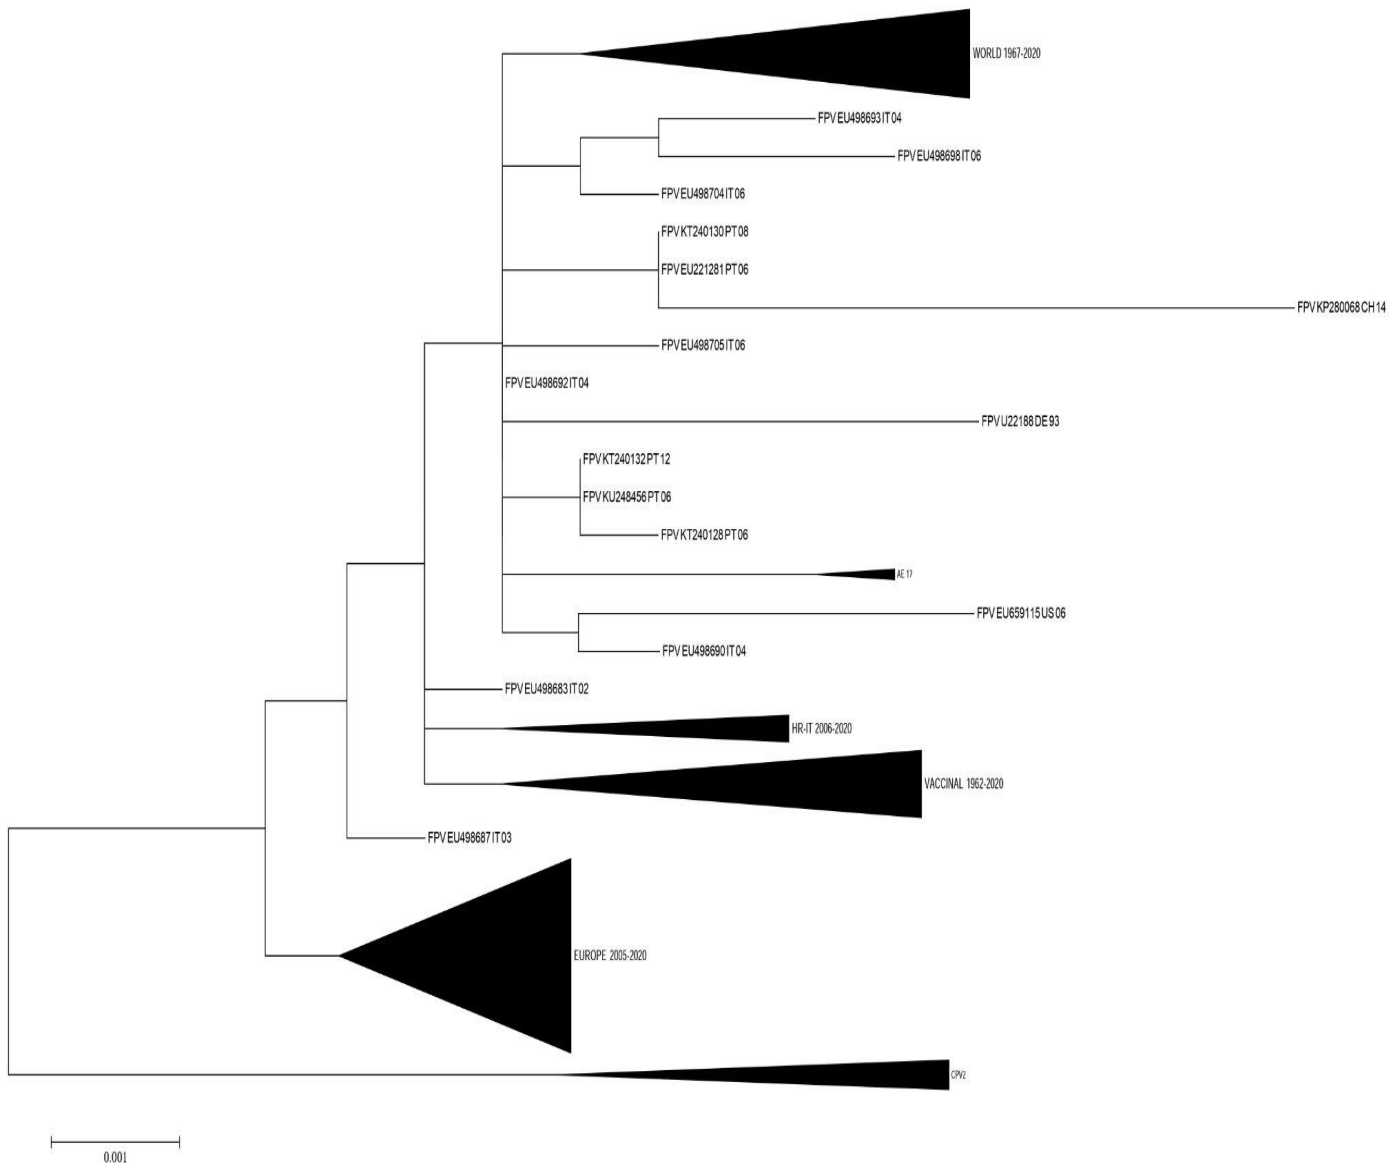 WORLD 1967-2020
FPV EU498693 IT 04
FPV EU498698 IT 06
FPV EU498704 IT 06
FPV KT240130 PT 08
FPV EU221281 PT 06
FPV KP280068 CH 14
FPV EU498705 IT 06
FPV EU498692 IT 04
FPV U22188 DE 93
FPV KT240132 PT 12
FPV KU248456 PT 06
FPV KT240128 PT 06
AE 17
FPV EU659115 US 06
FPV EU498690 IT 04
FPV EU498683 IT 02
HR-IT 2006-2020
VACCINAL 1962-2020
FPV EU498687 IT 03
EUROPE 2005-2020
CPV2
0.001